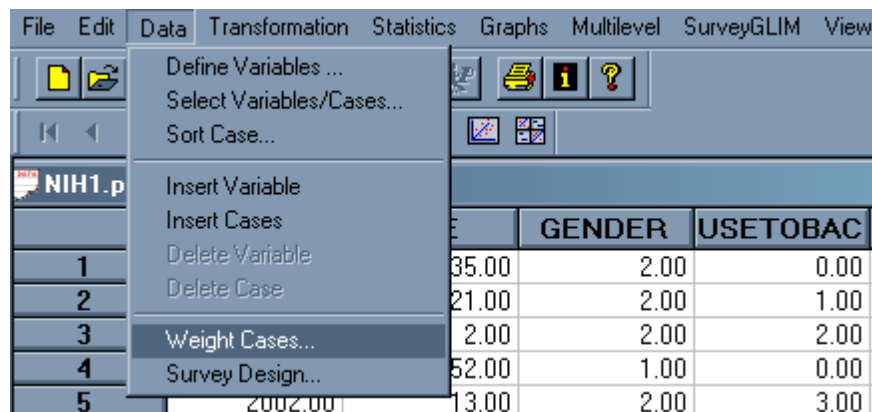 File Edit Data Transformation Statistics Graphs Multilevel SurveyGLIM View
Define Variables ...
Select Variables/Cases...
Sort Case...
Insert Variable
Insert Cases
Delete Variable
Delete Case
Weight Cases...
Survey Design...
NIH1.p
GENDER USETOBAC
1 35.00 2.00 0.00
2 21.00 2.00 1.00
3 2.00 2.00 2.00
4 52.00 1.00 0.00
5 2002.00 13.00 2.00 3.00